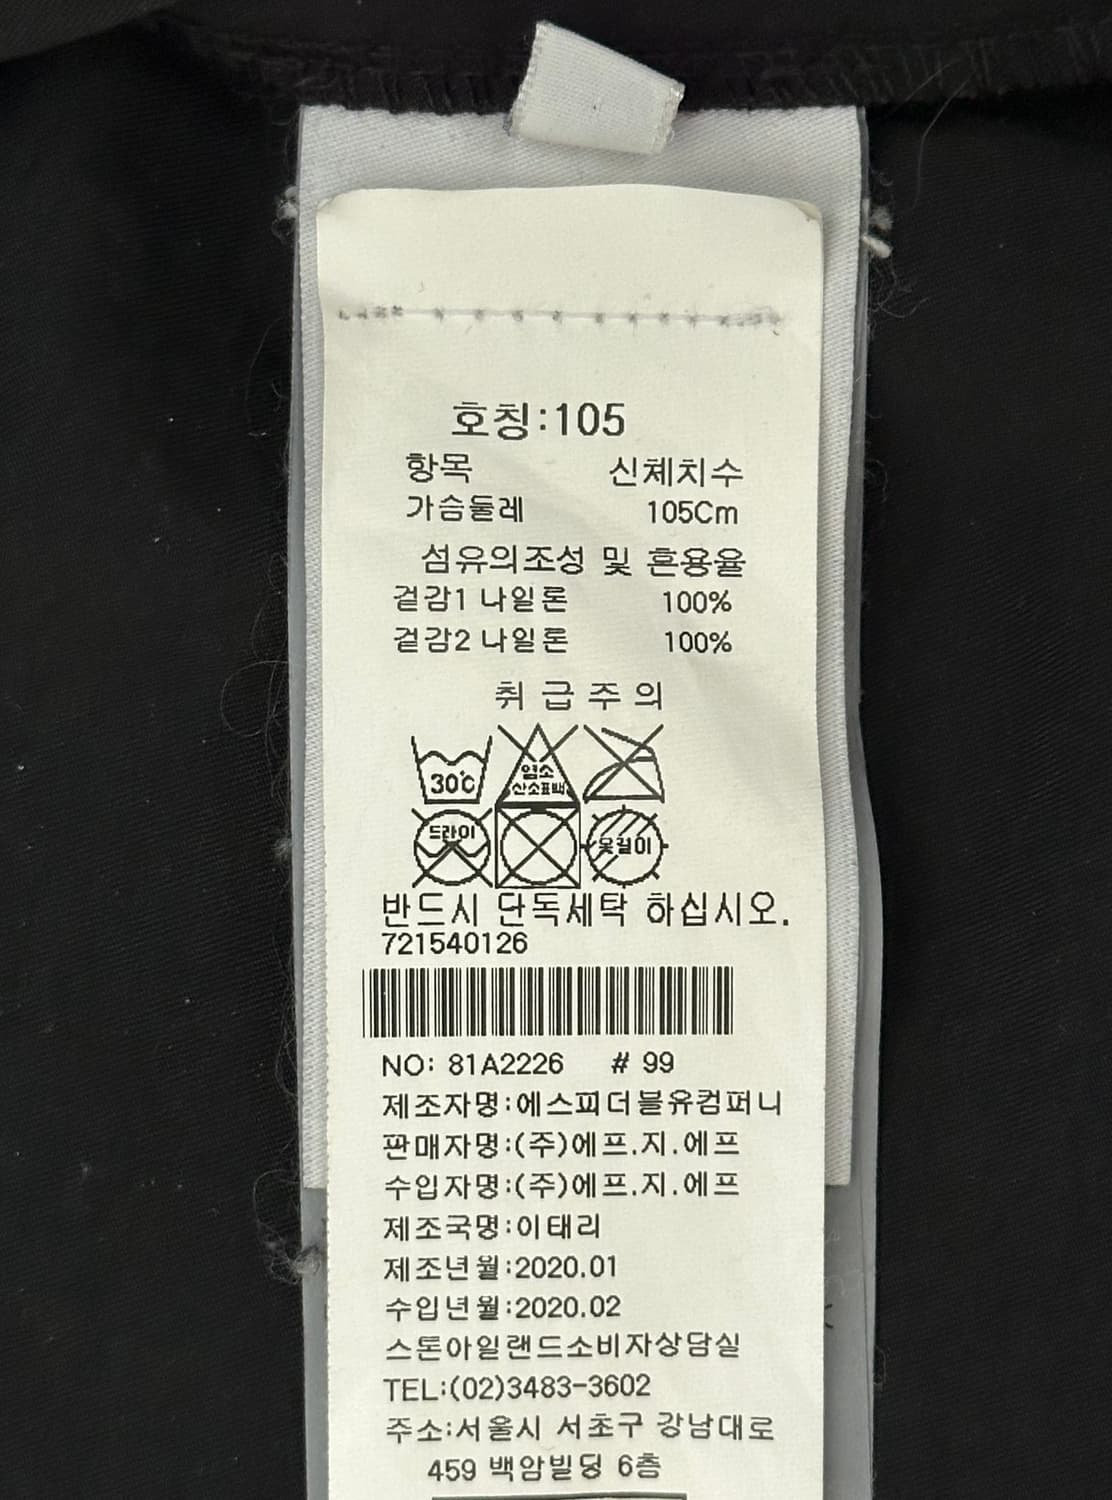 호칭:105
항목 신체치수
가슴둘레 105Cm
섬유의조성 및 혼용율
겉감1 나일론 100%
겉감2 나일론 100%
취 급 주 의
30℃
염소
산소표백
드라이
옷걸이
반드시 단독세탁 하십시오.
721540126
NO: 81A2226 # 99
제조자명:에스피더블유컴퍼니
판매자명:(주)에프.지.에프
수입자명:(주)에프.지.에프
제조국명:이태리
제조년월:2020.01
수입년월:2020.02
스톤아일랜드소비자상담실
TEL:(02)3483-3602
주소:서울시 서초구 강남대로
459 백암빌딩 6층